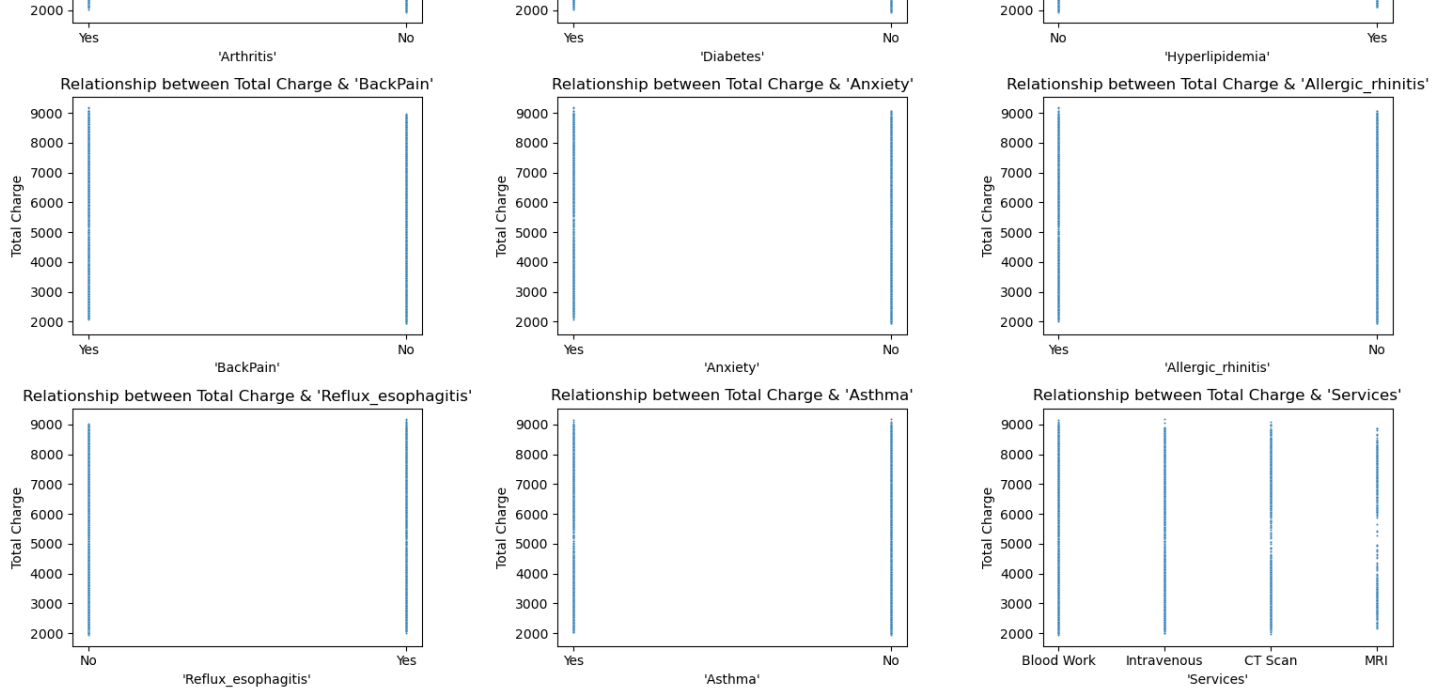 2000 2000 2000
Yes No Yes No No Yes
'Arthritis' 'Diabetes' 'Hyperlipidemia'
Relationship between Total Charge & 'BackPain' Relationship between Total Charge & 'Anxiety' Relationship between Total Charge & 'Allergic_rhinitis'
9000 9000 9000
8000 8000 8000
7000 7000 7000
6000 6000 6000
5000 5000 5000
4000 4000 4000
3000 3000 3000
2000 2000 2000
Total Charge Total Charge Total Charge
Yes No Yes No Yes No
'BackPain' 'Anxiety' 'Allergic_rhinitis'
Relationship between Total Charge & 'Reflux_esophagitis' Relationship between Total Charge & 'Asthma' Relationship between Total Charge & 'Services'
9000 9000 9000
8000 8000 8000
7000 7000 7000
6000 6000 6000
5000 5000 5000
4000 4000 4000
3000 3000 3000
2000 2000 2000
Total Charge Total Charge Total Charge
No Yes Yes No Blood Work Intravenous CT Scan MRI
'Reflux_esophagitis' 'Asthma' 'Services'